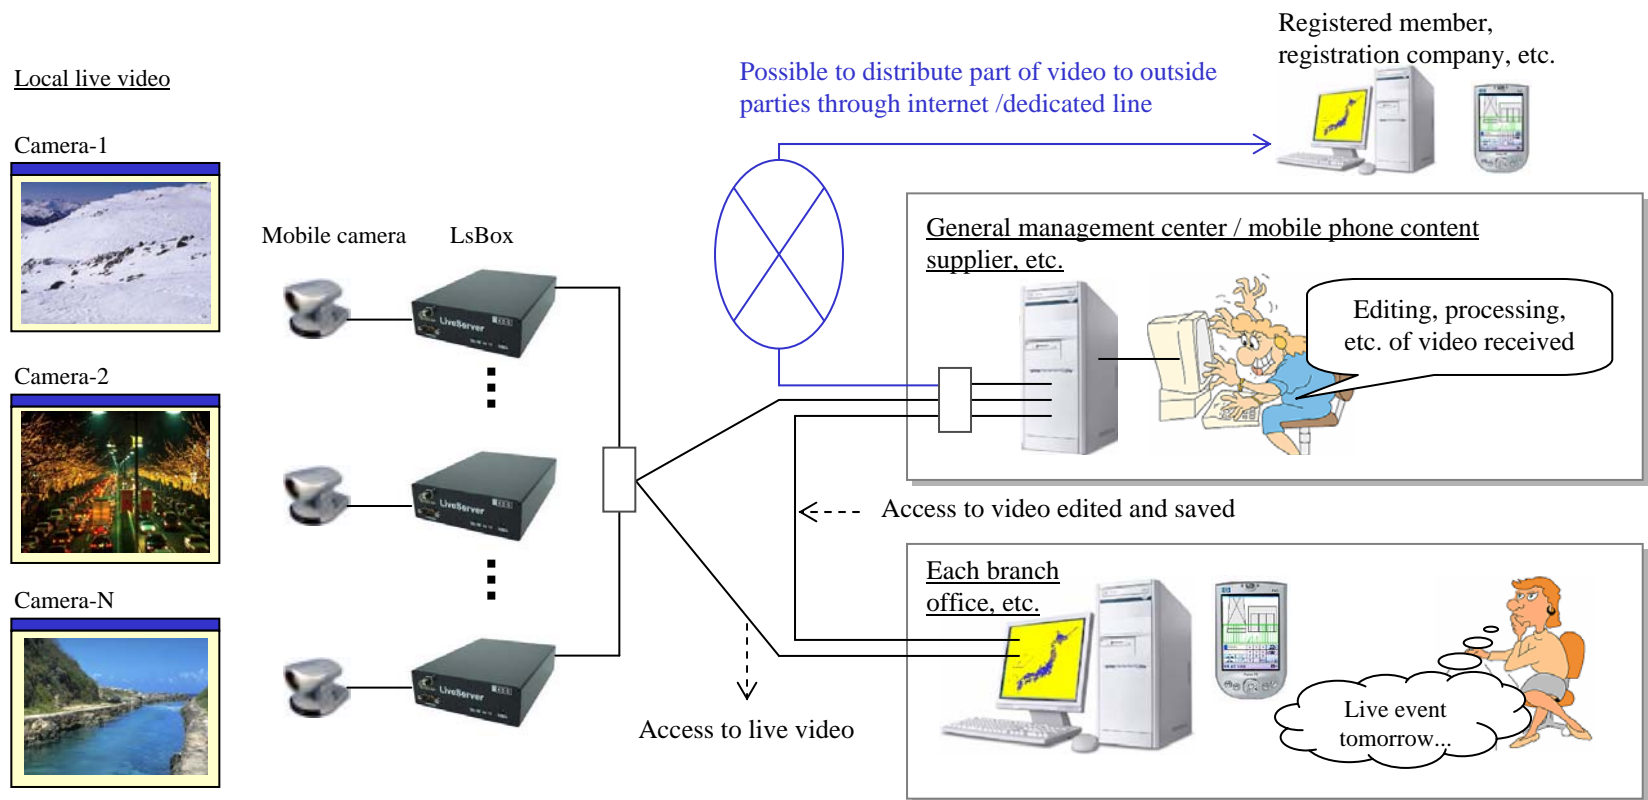 Local live video
Camera-1
Camera-2
Camera-N
Mobile camera
LsBox
LiveServer
LiveServer
LiveServer
Possible to distribute part of video to outside
parties through internet /dedicated line
Registered member,
registration company, etc.
General management center / mobile phone content
supplier, etc.
Editing, processing,
etc. of video received
Access to video edited and saved
Each branch
office, etc.
Live event
tomorrow...
Access to live video